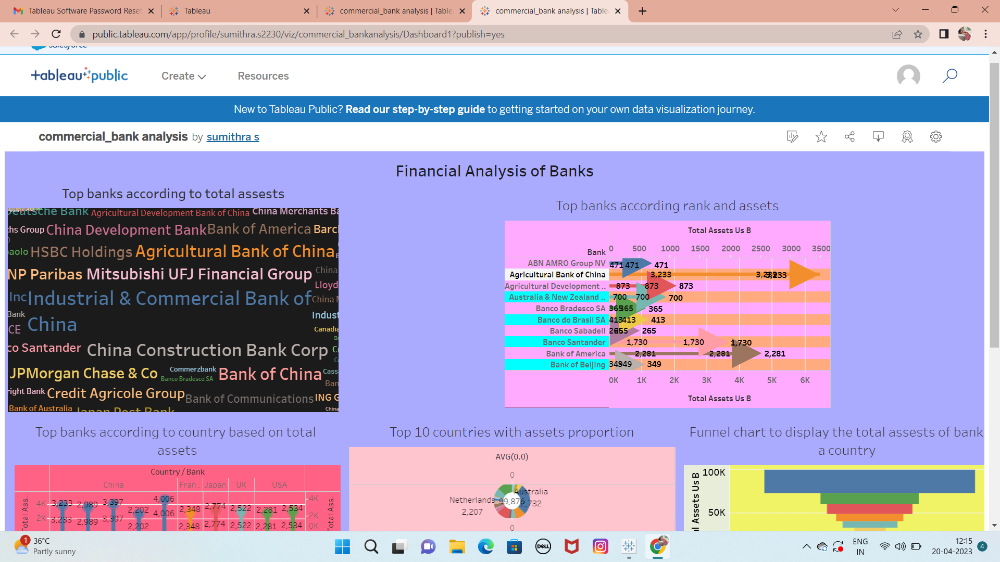 Tableau Software Password Reset
Tableau
commercial_bank analysis | Table
commercial_bank analysis | Table
public.tableau.com/app/profile/sumithra.s2230/viz/commercial_bankanalysis/Dashboard1?publish=yes
salesforce
tableau public
Create
Resources
New to Tableau Public? Read our step-by-step guide to getting started on your own data visualization journey.
commercial_bank analysis by sumithra s
Financial Analysis of Banks
Top banks according to total assests
Deutsche Bank Agricultural Development Bank of China China Merchants Ba
hs Group China Development Bank Bank of America Barcl
paolo HSBC Holdings Agricultural Bank of China
NP Paribas Mitsubishi UFJ Financial Group China
Lloyd
Inc Industrial & Commercial Bank of China
China M
Bank
Indust
CE
Canadia
co Santander China Construction Bank Corp
JPMorgan Chase & Co Commerzbank Bank of China Cass
Banco Bradesco SA
Ban
right Bank Credit Agricole Group Bank of Communications ING G
Bank of Australia Japan Post Bank China
Top banks according rank and assets
Total Assets Us B
Bank 0 500 1000 1500 2000 2500 3000 3500
ABN AMRO Group NV 471 471 471
Agricultural Bank of China 3,233 3,233 3,233
Agricultural Development .. 873 873 873
Australia & New Zealand .. 700 700 700
Banco Bradesco SA 365 365 365
Banco do Brasil SA 413 413 413
Banco Sabadell 265 265 265
Banco Santander 1,730 1,730 1,730
Bank of America 2,281 2,281 2,281
Bank of Beijing 349 349 349
0K 1K 2K 3K 4K 5K 6K
Total Assets Us B
Top banks according to country based on total
assets
Country / Bank
China Fran.. Japan UK USA
Total Ass..
4K 3,233 2,989 3,397 2,202 4,006 2,348 2,774 2,522 2,281 2,534 4K
2K 3,233 2,989 3,397 2,202 4,006 2,348 2,774 2,522 2,281 2,534 2K
0K
Total Ass..
Top 10 countries with assets proportion
AVG(0.0)
0
Australia
2,732
Netherlands
2,207
99,876
0
Funnel chart to display the total assests of bank
a country
100K
50K
l Assets Us B
1
36°C
Partly sunny
DELL
ENG
IN
12:15
20-04-2023
4